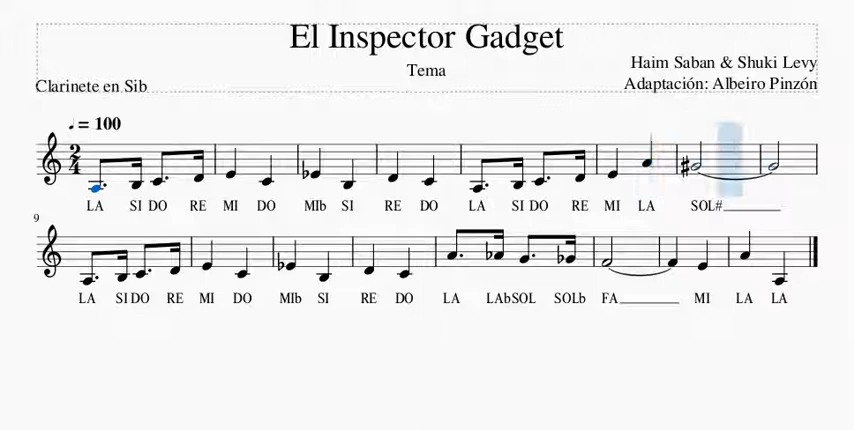 El Inspector Gadget
Tema
Haim Saban & Shuki Levy
Clarinete en Sib
Adaptación: Albeiro Pinzón
♩ = 100
2
4
LA SI DO RE MI DO MIb SI RE DO LA SI DO RE MI LA SOL#
9
LA SI DO RE MI DO MIb SI RE DO LA LAb SOL SOLb FA MI LA LA